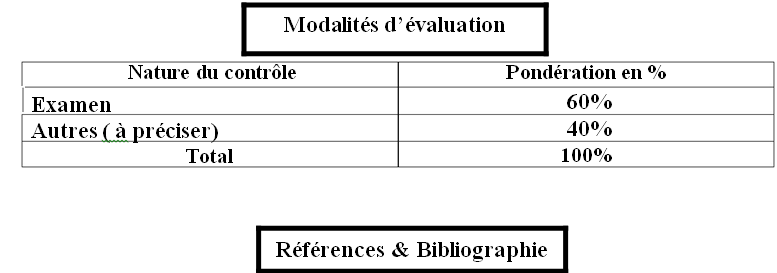 Modalités d’évaluation
Nature du contrôle Pondération en %
Examen 60%
Autres ( à préciser) 40%
Total 100%
Références & Bibliographie